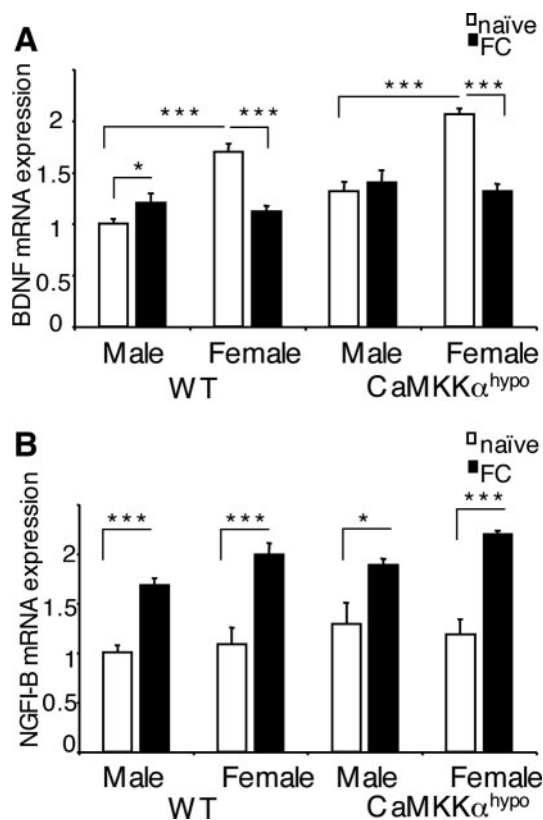 A
naïve
FC
BDNF mRNA expression
2
1.5
1
0.5
0
*** *** *** ***
*
Male Female Male Female
WT CaMKKα^hypo
B
naïve
FC
NGFI-B mRNA expression
2
1.5
1
0.5
0
*** *** * ***
Male Female Male Female
WT CaMKKα^hypo